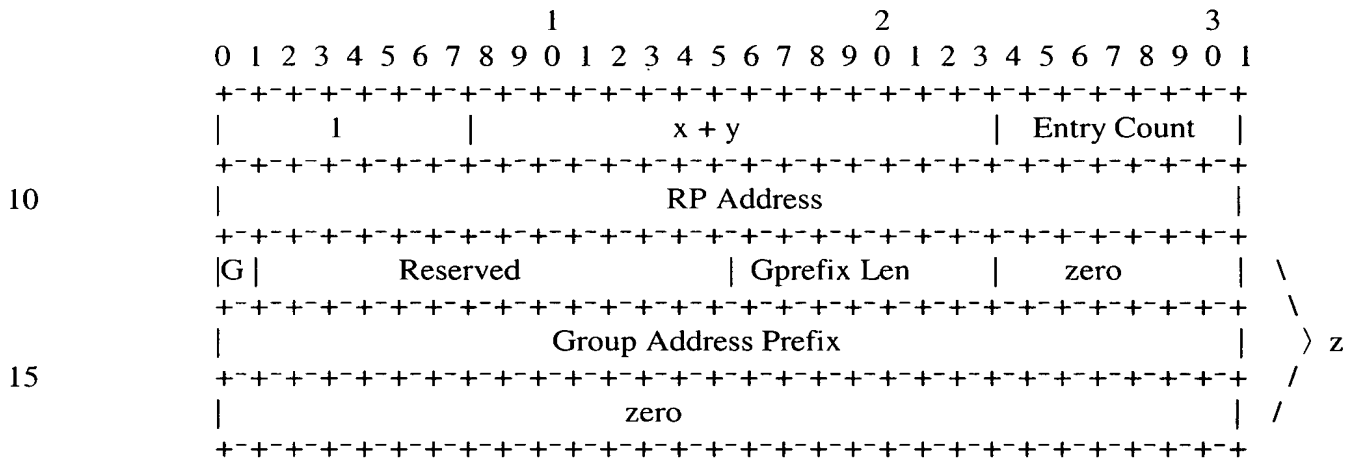 1 2 3
0 1 2 3 4 5 6 7 8 9 0 1 2 3 4 5 6 7 8 9 0 1 2 3 4 5 6 7 8 9 0 1
+-+-+-+-+-+-+-+-+-+-+-+-+-+-+-+-+-+-+-+-+-+-+-+-+-+-+-+-+-+-+-+
| 1 | x + y | Entry Count |
+-+-+-+-+-+-+-+-+-+-+-+-+-+-+-+-+-+-+-+-+-+-+-+-+-+-+-+-+-+-+-+
10 | RP Address |
+-+-+-+-+-+-+-+-+-+-+-+-+-+-+-+-+-+-+-+-+-+-+-+-+-+-+-+-+-+-+-+
|G| Reserved | Gprefix Len | zero | \
+-+-+-+-+-+-+-+-+-+-+-+-+-+-+-+-+-+-+-+-+-+-+-+-+-+-+-+-+-+-+-+ \
| Group Address Prefix | 〉 z
15 +-+-+-+-+-+-+-+-+-+-+-+-+-+-+-+-+-+-+-+-+-+-+-+-+-+-+-+-+-+-+-+ /
| zero | /
+-+-+-+-+-+-+-+-+-+-+-+-+-+-+-+-+-+-+-+-+-+-+-+-+-+-+-+-+-+-+-+